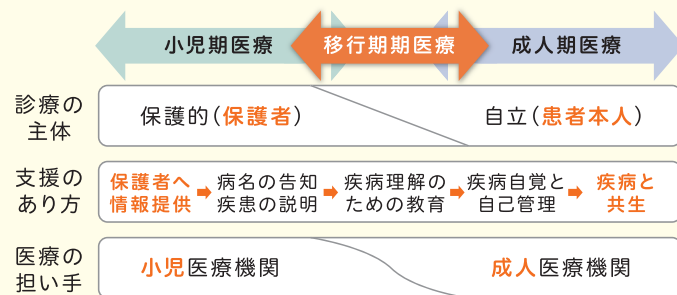 小児期医療 移行期期医療 成人期医療
診療の
主体
保護的(保護者) 自立(患者本人)
支援の
あり方
保護者へ
情報提供
病名の告知
疾患の説明
疾病理解の
ための教育
疾病自覚と
自己管理
疾病と
共生
医療の
担い手
小児医療機関 成人医療機関